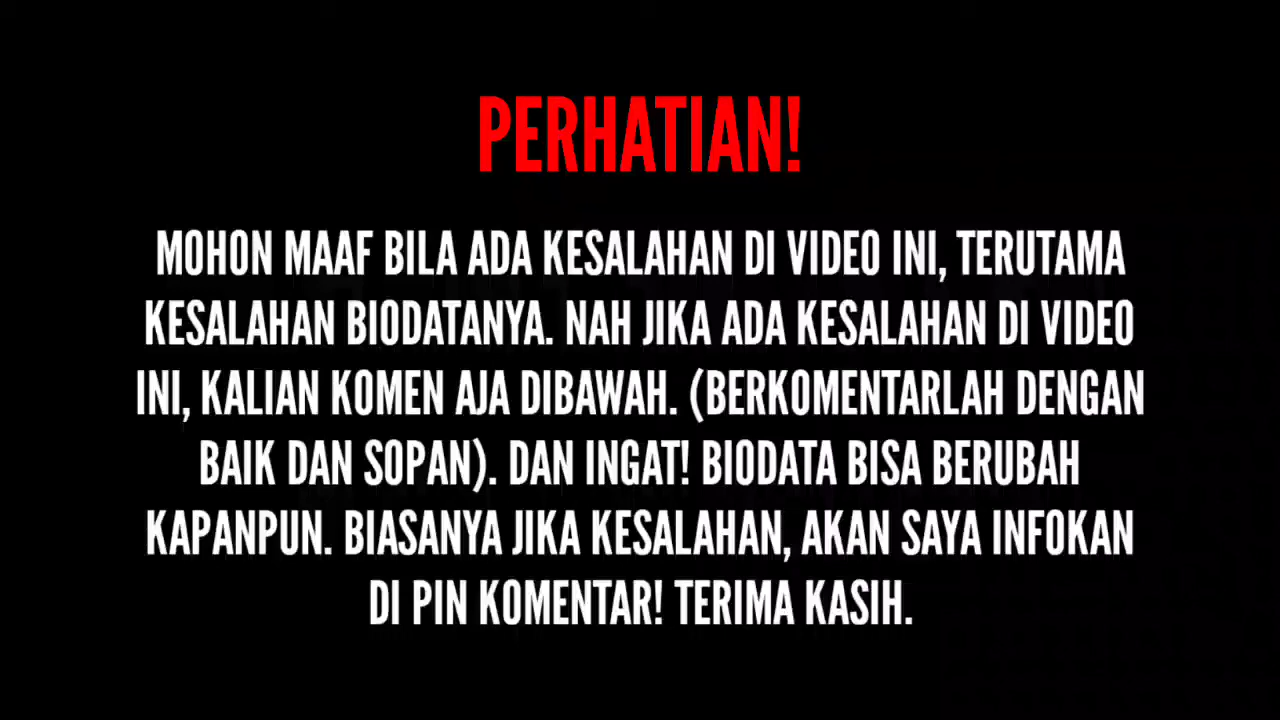 PERHATIAN!
MOHON MAAF BILA ADA KESALAHAN DI VIDEO INI, TERUTAMA
KESALAHAN BIODATANYA. NAH JIKA ADA KESALAHAN DI VIDEO
INI, KALIAN KOMEN AJA DIBAWAH. (BERKOMENTARLAH DENGAN
BAIK DAN SOPAN). DAN INGAT! BIODATA BISA BERUBAH
KAPANPUN. BIASANYA JIKA KESALAHAN, AKAN SAYA INFOKAN
DI PIN KOMENTAR! TERIMA KASIH.